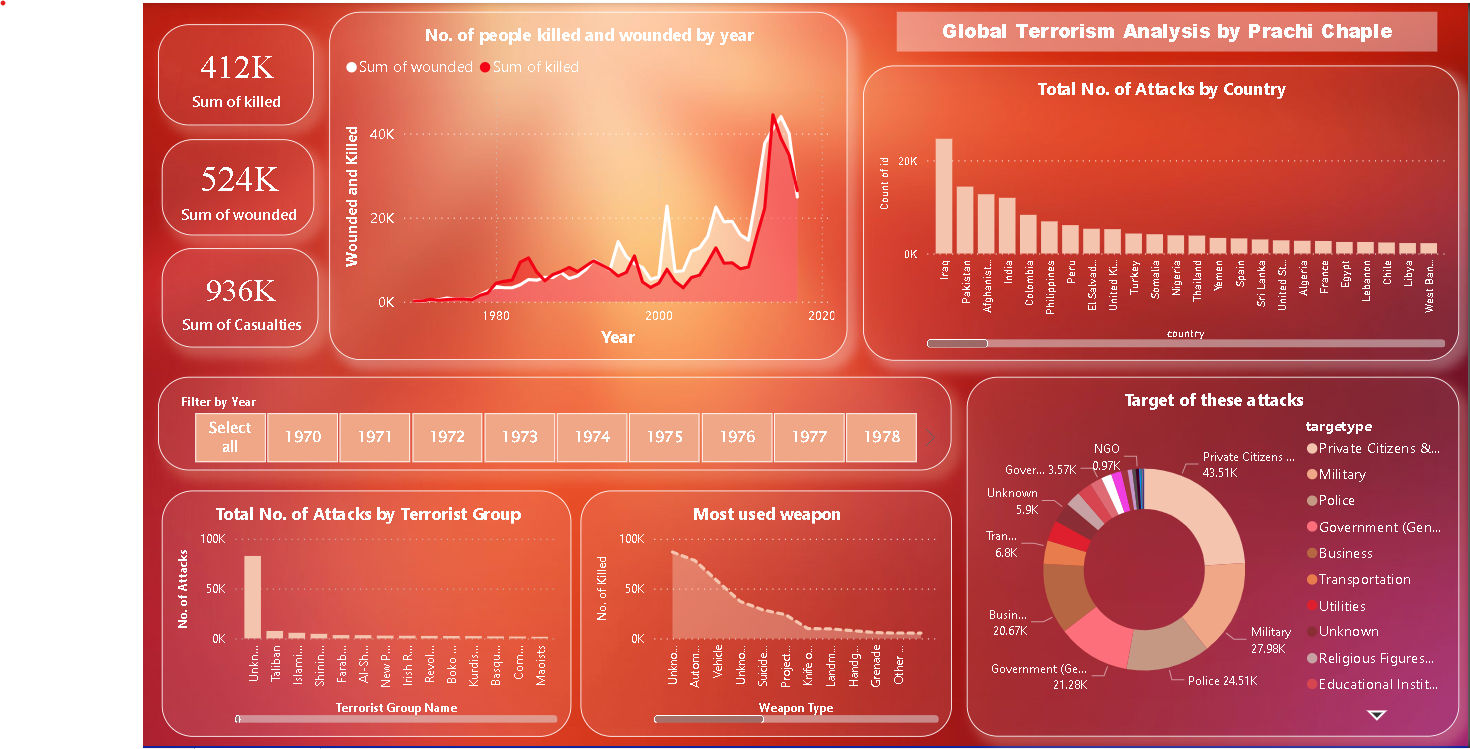 412K
Sum of killed
524K
Sum of wounded
936K
Sum of Casualties
No. of people killed and wounded by year
Sum of wounded
Sum of killed
Wounded and Killed
40K
20K
0K
1980
2000
2020
Year
Global Terrorism Analysis by Prachi Chaple
Total No. of Attacks by Country
Count of id
20K
0K
Iraq
Pakistan
Afghanist...
India
Colombia
Philippines
Peru
El Salvad...
United Ki...
Turkey
Somalia
Nigeria
Thailand
Yemen
Spain
Sri Lanka
United St...
Algeria
France
Egypt
Lebanon
Chile
Libya
West Ban...
country
Filter by Year
Select
all
1970
1971
1972
1973
1974
1975
1976
1977
1978
Total No. of Attacks by Terrorist Group
No. of Attacks
100K
50K
0K
Unkn...
Taliban
Islami...
Shinin...
Farab...
Al-Sh...
New P...
Irish R...
Revol...
Boko ...
Kurdis...
Basqu...
Com...
Maoists
Terrorist Group Name
Most used weapon
No. of Killed
100K
50K
0K
Unkno...
Autom...
Vehicle
Unkno...
Suicide...
Project...
Knife o...
Landm...
Handg...
Grenade
Other ...
Weapon Type
Target of these attacks
Private Citizens ...
43.51K
Military
27.98K
Police 24.51K
Government (Ge...
21.28K
Busin...
20.67K
Tran...
6.8K
Unknown
5.9K
Gover... 3.57K
NGO
0.97K
targetype
Private Citizens &...
Military
Police
Government (Gen...
Business
Transportation
Utilities
Unknown
Religious Figures...
Educational Instit...